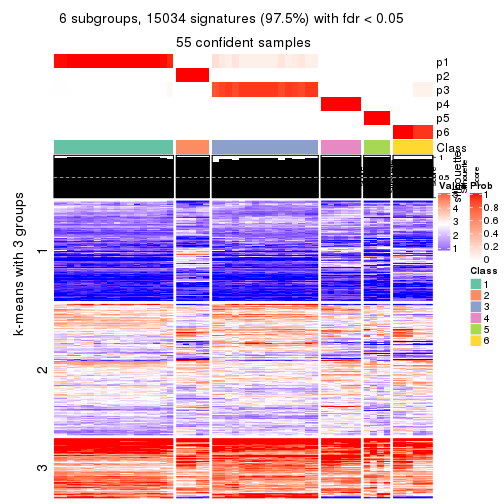 6 subgroups, 15034 signatures (97.5%) with fdr < 0.05
55 confident samples
p1
p2
p3
p4
p5
p6
Class
1
0.5
Silhouette
score
k-means with 3 groups
1
2
3
Value
4
3
2
1
Prob
1
0.8
0.6
0.4
0.2
0
Class
1
2
3
4
5
6